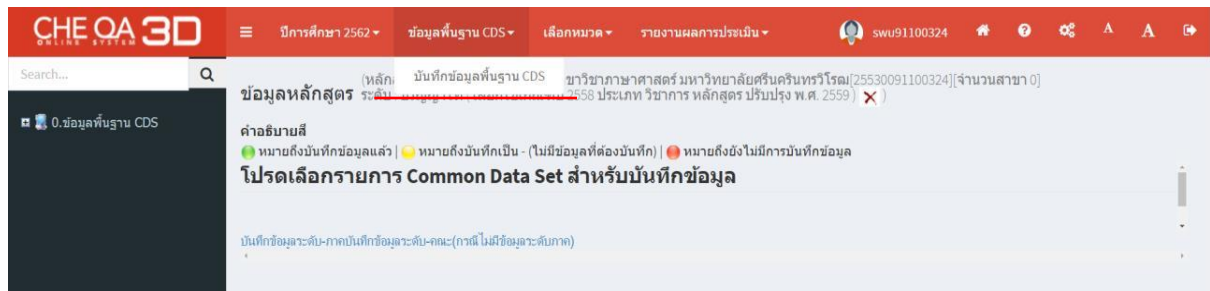 CHE QA 3D
ONLINE SYSTEM
ปีการศึกษา 2562
ข้อมูลพื้นฐาน CDS
เลือกหมวด
รายงานผลการประเมิน
swu91100324
A
A
Search...
บันทึกข้อมูลพื้นฐาน CDS
ข้อมูลหลักสูตร
(หลัก ขาวิชาภาษาศาสตร์ มหาวิทยาลัยศรีนครินทรวิโรฒ[25530091100324][จำนวนสาขา 0]
ระดับ 2558 ประเภท วิชาการ หลักสูตร ปรับปรุง พ.ศ. 2559 ) )
0.ข้อมูลพื้นฐาน CDS
คำอธิบายสี
หมายถึงบันทึกข้อมูลแล้ว | หมายถึงบันทึกเป็น - (ไม่มีข้อมูลที่ต้องบันทึก) | หมายถึงยังไม่มีการบันทึกข้อมูล
โปรดเลือกรายการ Common Data Set สำหรับบันทึกข้อมูล
บันทึกข้อมูลระดับ-ภาคบันทึกข้อมูลระดับ-คณะ(กรณีไม่มีข้อมูลระดับภาค)